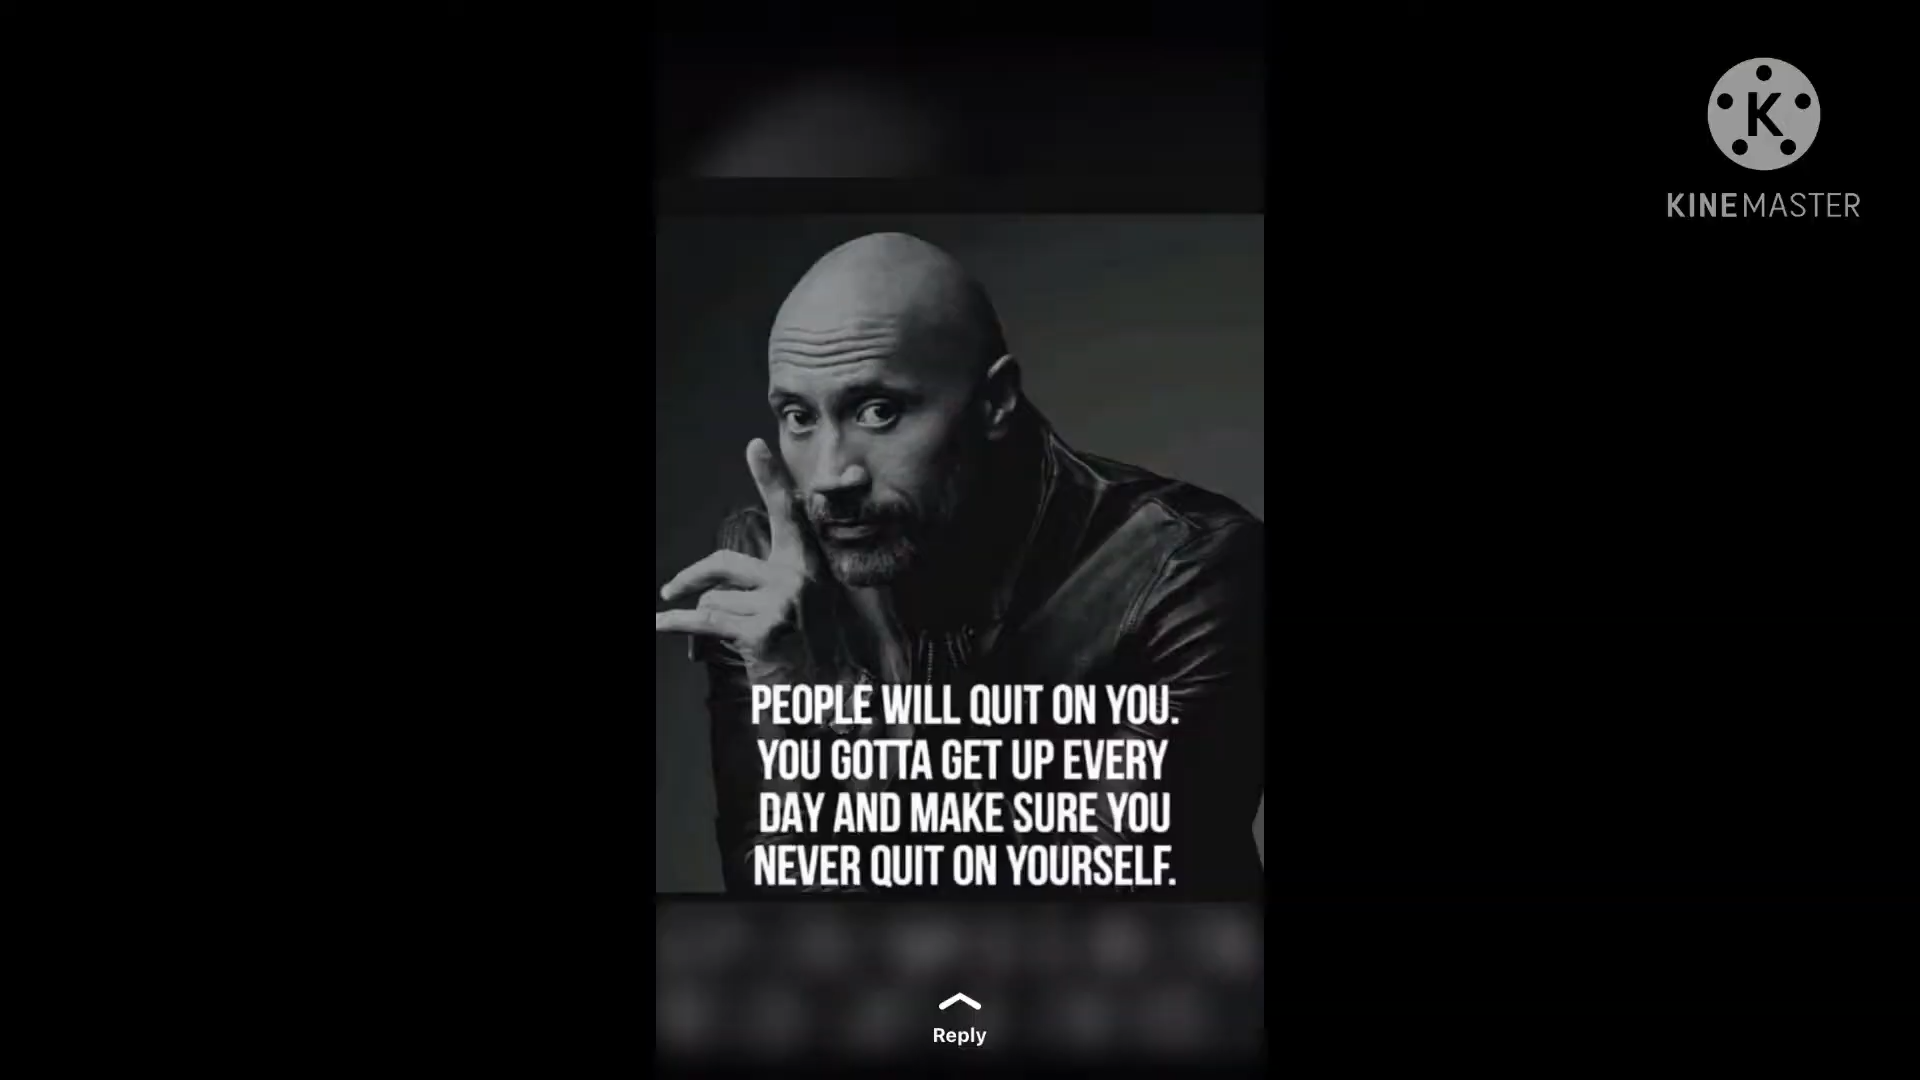 K
KINEMASTER
PEOPLE WILL QUIT ON YOU.
YOU GOTTA GET UP EVERY
DAY AND MAKE SURE YOU
NEVER QUIT ON YOURSELF.
Reply